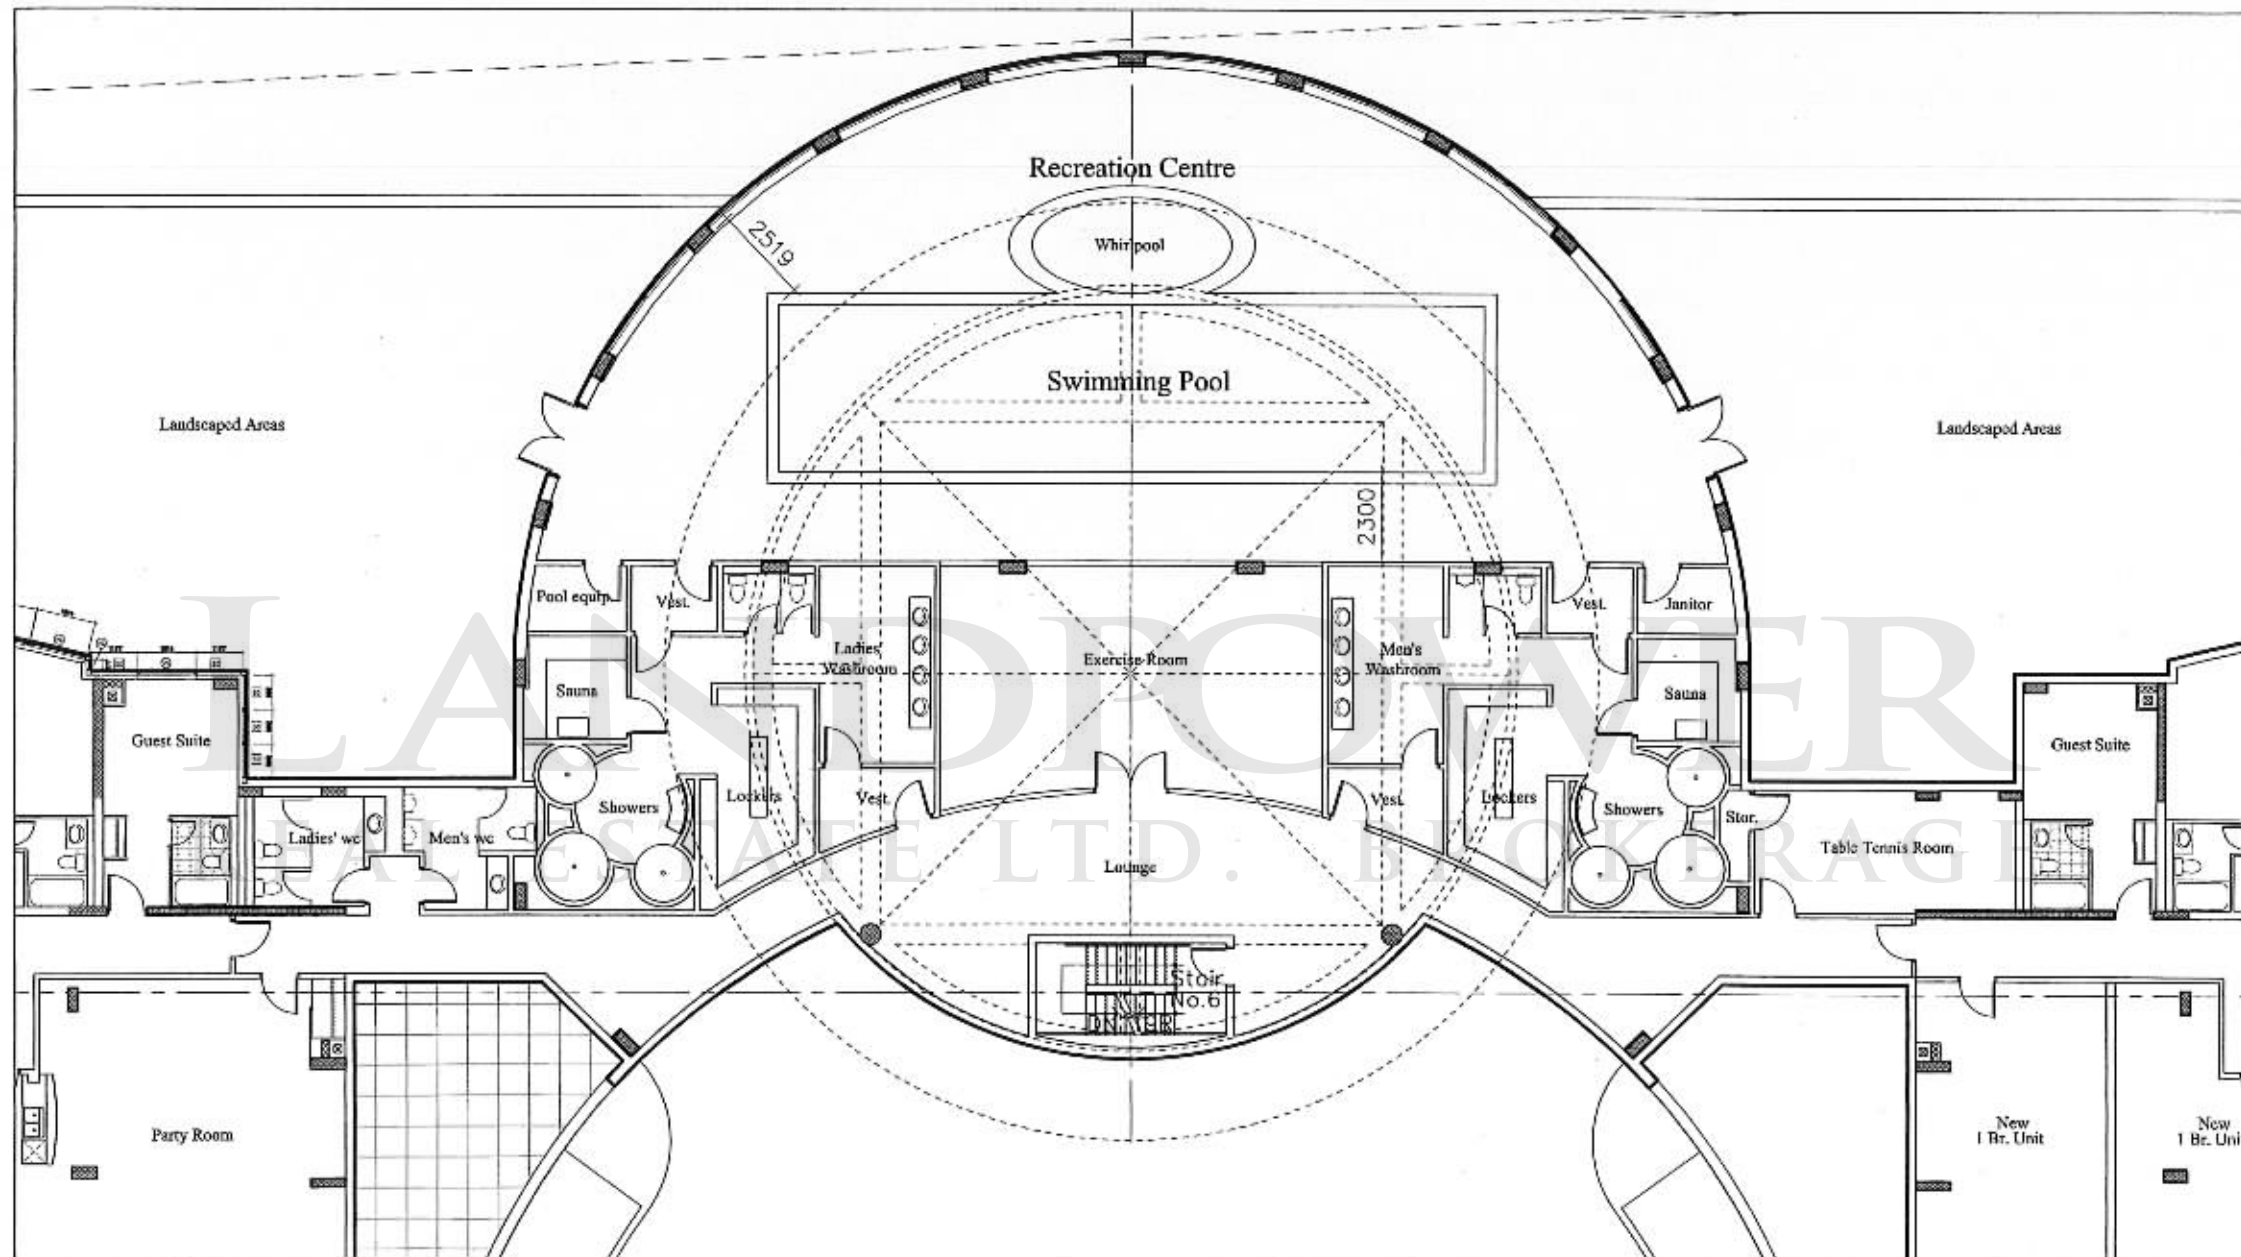 Recreation Centre
Whirlpool
2519
Swimming Pool
Landscaped Areas
Landscaped Areas
2300
Pool equip.
Vest.
Vest.
Janitor
Ladies'
Washroom
Exercise Room
Men's
Washroom
Sauna
Sauna
LANDPOWER
REAL ESTATE LTD. BROKERAGE
Guest Suite
Guest Suite
Ladies' wc
Men's wc
Showers
Lockers
Vest.
Vest.
Lockers
Showers
Stor.
Table Tennis Room
Lounge
Stair
No.6
DN
UP
Party Room
New
1 Br. Unit
New
1 Br. Uni